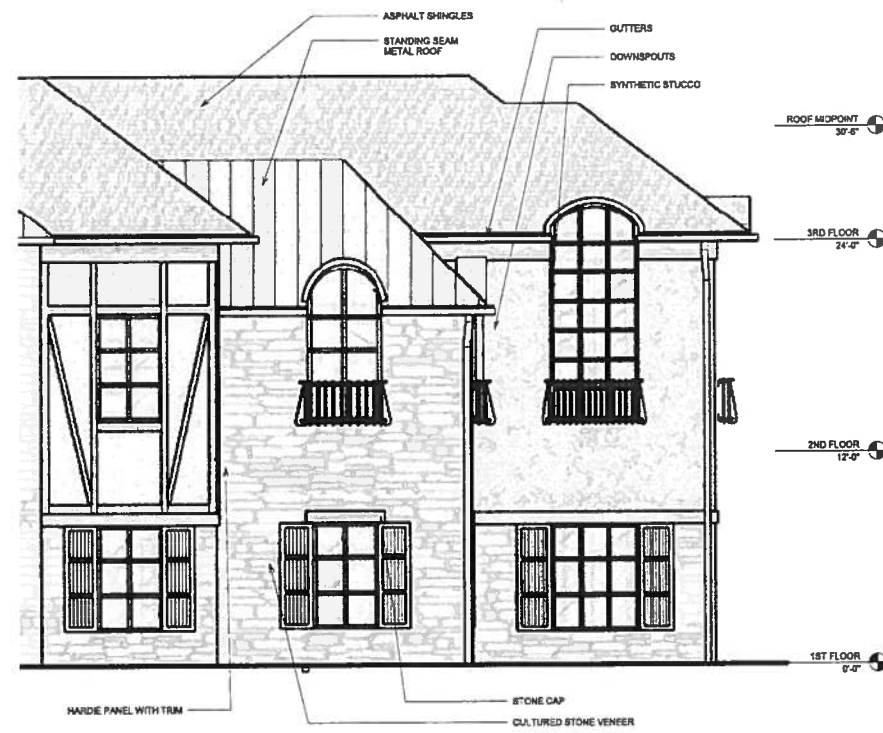 ASPHALT SHINGLES
STANDING SEAM
METAL ROOF
GUTTERS
DOWNSPOUTS
SYNTHETIC STUCCO
ROOF MIDPOINT
30'-6"
3RD FLOOR
24'-0"
2ND FLOOR
12'-0"
1ST FLOOR
0'-0"
HARDIE PANEL WITH TRIM
STONE CAP
CULTURED STONE VENEER